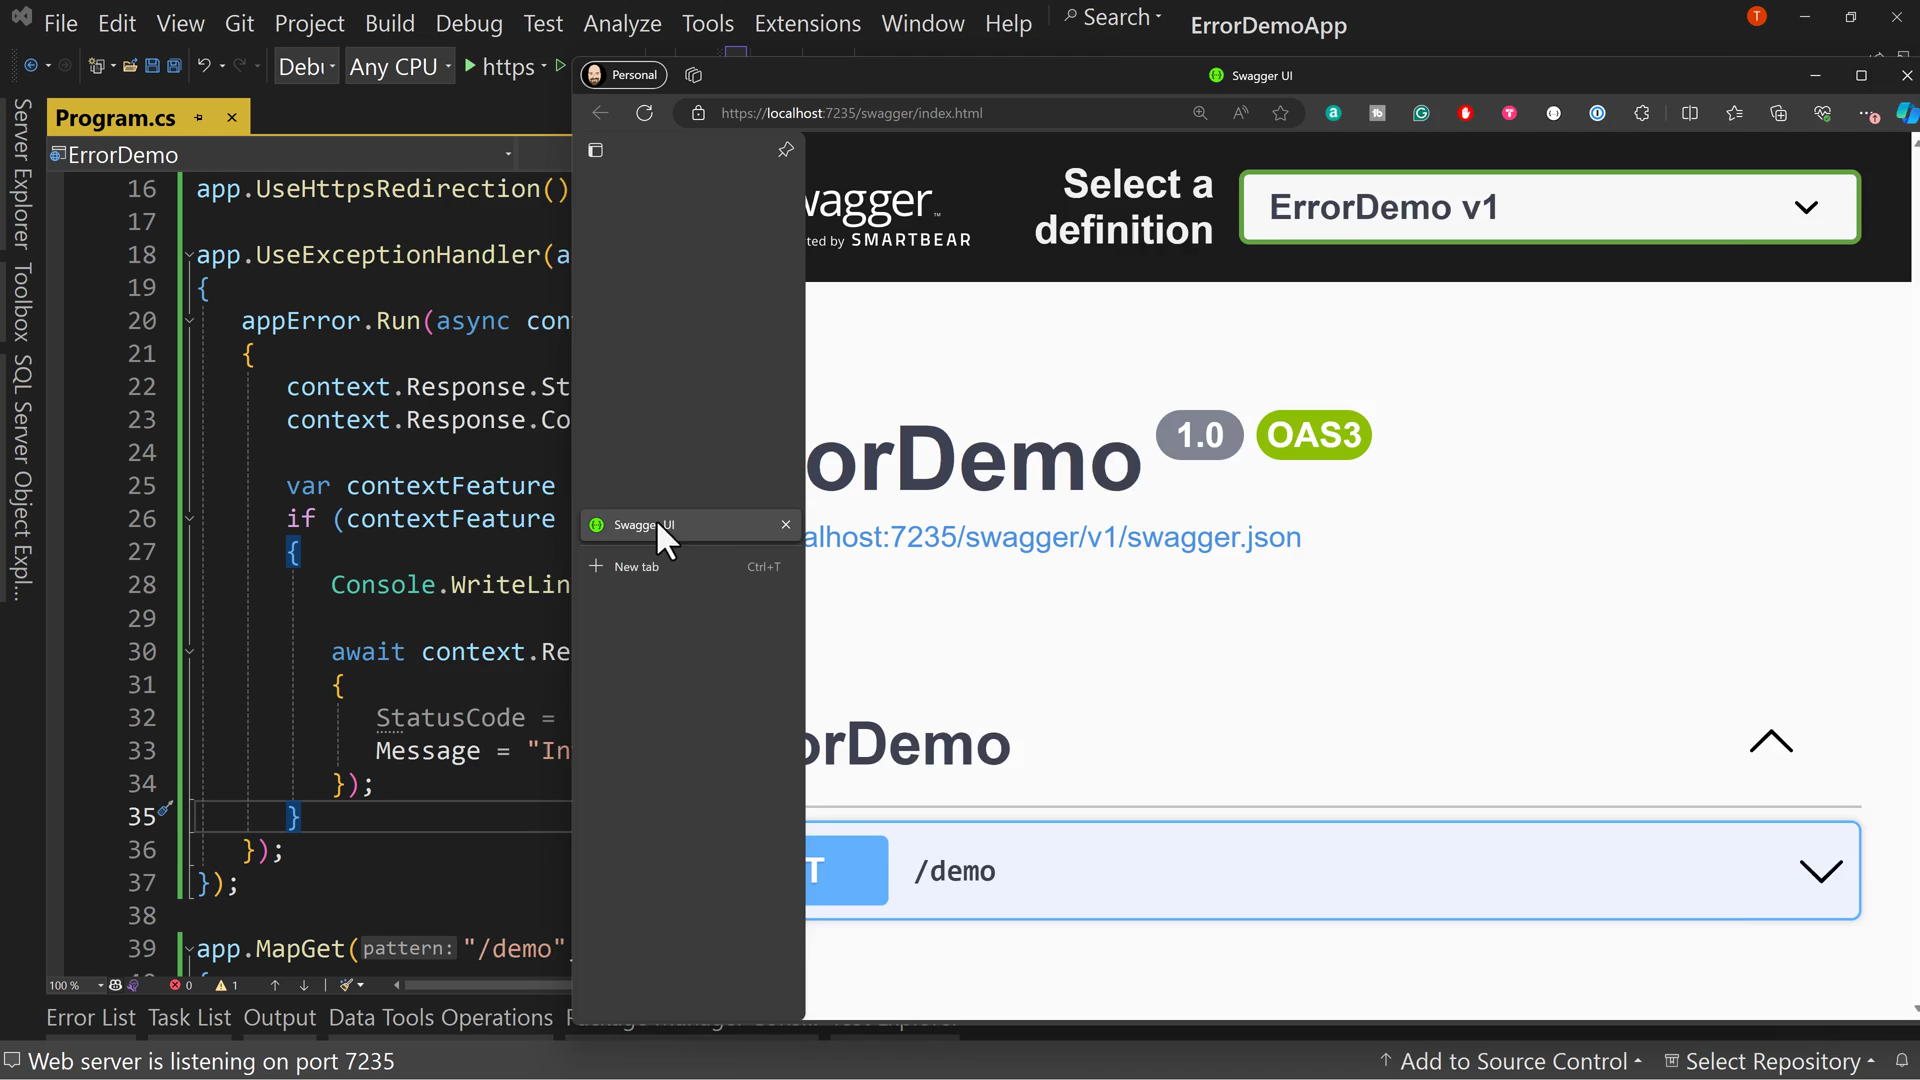 File Edit View Git Project Build Debug Test Analyze Tools Extensions Window Help Search ErrorDemoApp
Any CPU https
Program.cs
ErrorDemo
Server Explorer
Toolbox
SQL Server Object Expl...
16 app.UseHttpsRedirection()
17
18 app.UseExceptionHandler(a
19 {
20 appError.Run(async con
21 {
22 context.Response.St
23 context.Response.Co
24
25 var contextFeature
26 if (contextFeature
27 {
28 Console.WriteLin
29
30 await context.Re
31 {
32 StatusCode =
33 Message = "In
34 });
35 }
36 });
37 });
38
39 app.MapGet(pattern: "/demo"
100 % 0 1
Error List Task List Output Data Tools Operations
Web server is listening on port 7235
Add to Source Control Select Repository
Personal
Swagger UI
https://localhost:7235/swagger/index.html
Swagger UI
New tab Ctrl+T
wagger™
ted by SMARTBEAR
Select a
definition
ErrorDemo v1
orDemo 1.0 OAS3
alhost:7235/swagger/v1/swagger.json
orDemo
T /demo